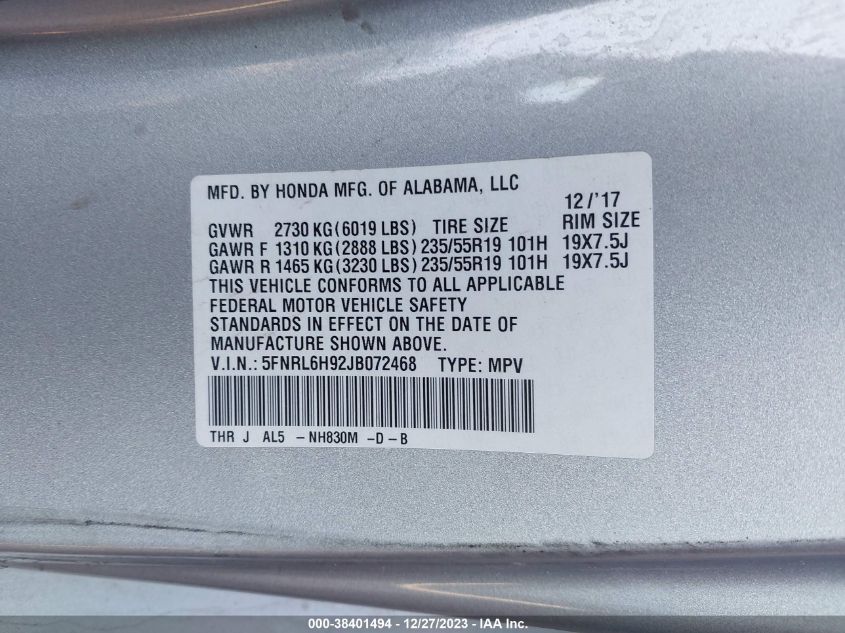 MFD. BY HONDA MFG. OF ALABAMA, LLC
12/'17
GVWR 2730 KG(6019 LBS) TIRE SIZE RIM SIZE
GAWR F 1310 KG(2888 LBS) 235/55R19 101H 19X7.5J
GAWR R 1465 KG(3230 LBS) 235/55R19 101H 19X7.5J
THIS VEHICLE CONFORMS TO ALL APPLICABLE
FEDERAL MOTOR VEHICLE SAFETY
STANDARDS IN EFFECT ON THE DATE OF
MANUFACTURE SHOWN ABOVE.
V.I.N.: 5FNRL6H92JB072468 TYPE: MPV
THR J AL5 -NH830M -D-B
000-38401494 - 12/27/2023 - IAA Inc.